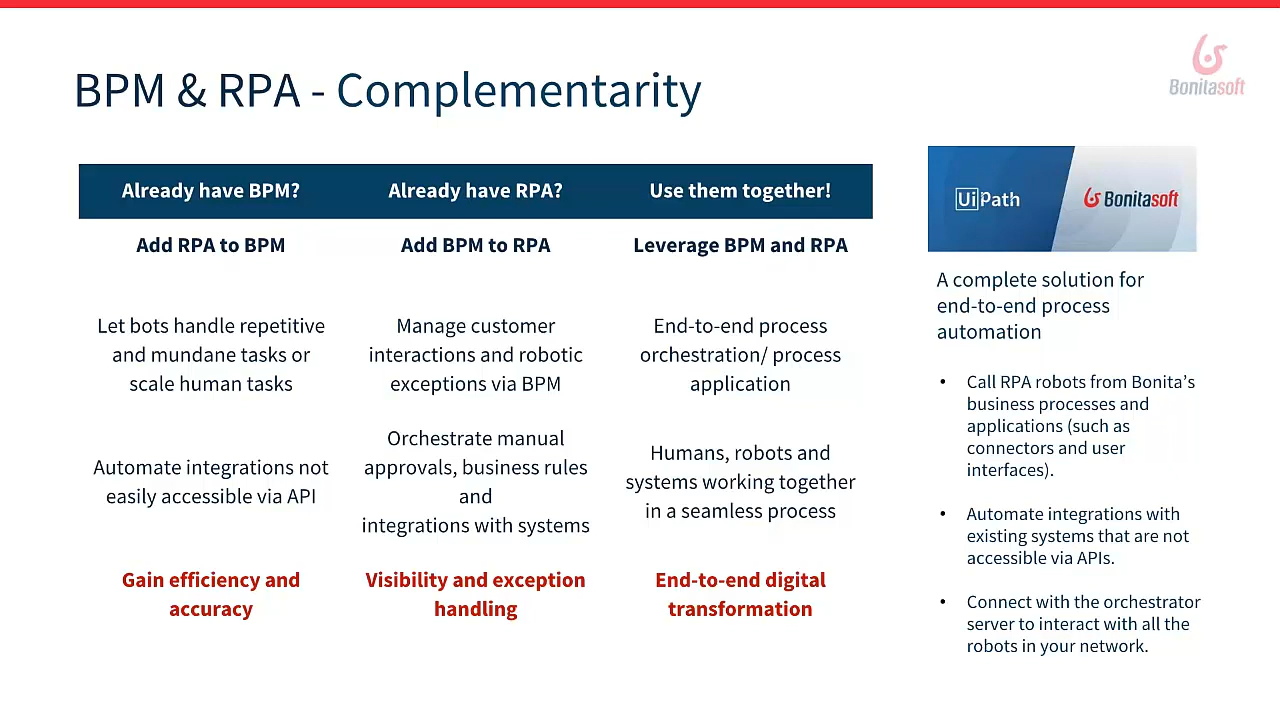 BPM & RPA - Complementarity
Bonitasoft
Already have BPM?
Already have RPA?
Use them together!
Add RPA to BPM
Add BPM to RPA
Leverage BPM and RPA
Let bots handle repetitive
and mundane tasks or
scale human tasks
Manage customer
interactions and robotic
exceptions via BPM
End-to-end process
orchestration/ process
application
Automate integrations not
easily accessible via API
Orchestrate manual
approvals, business rules
and
integrations with systems
Humans, robots and
systems working together
in a seamless process
Gain efficiency and
accuracy
Visibility and exception
handling
End-to-end digital
transformation
UiPath
Bonitasoft
A complete solution for
end-to-end process
automation
• Call RPA robots from Bonita's
business processes and
applications (such as
connectors and user
interfaces).
• Automate integrations with
existing systems that are not
accessible via APIs.
• Connect with the orchestrator
server to interact with all the
robots in your network.